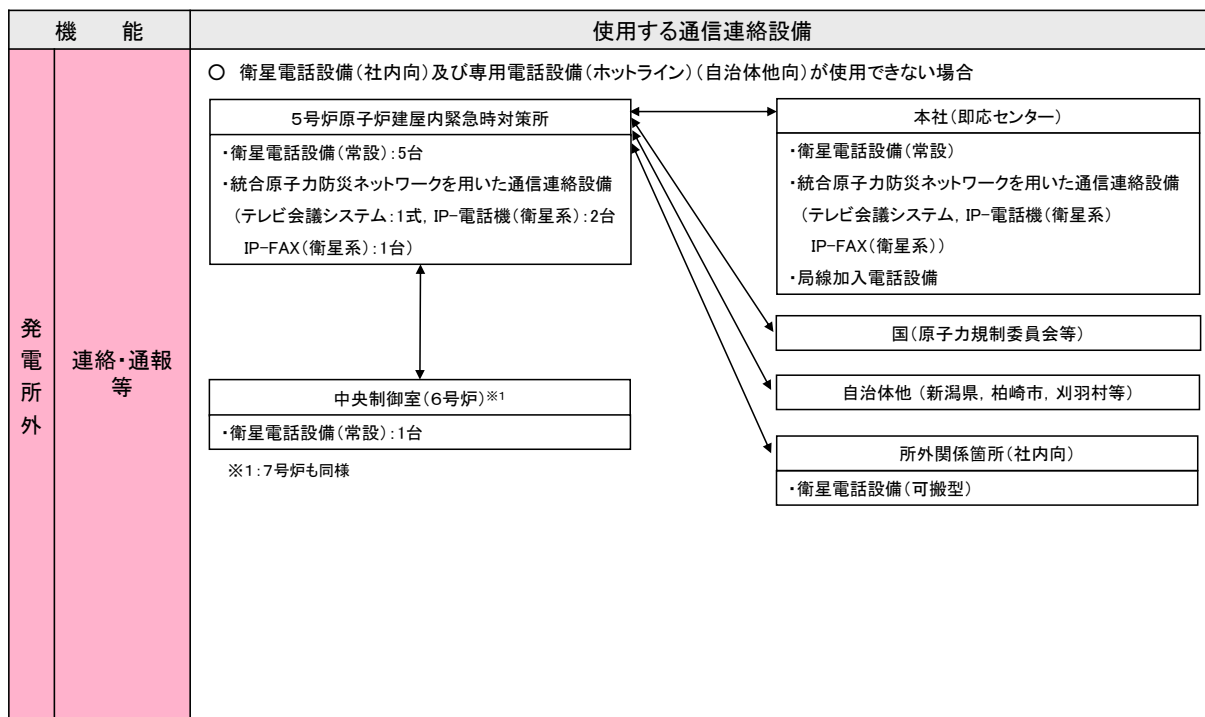 機　　能
使用する通信連絡設備
発電所外
連絡・通報
等
○　衛星電話設備（社内向）及び専用電話設備（ホットライン）（自治体他向）が使用できない場合
５号炉原子炉建屋内緊急時対策所
・衛星電話設備（常設）：5台
・統合原子力防災ネットワークを用いた通信連絡設備
（テレビ会議システム：1式，IP-電話機（衛星系）：2台
IP-FAX（衛星系）：1台）
中央制御室（６号炉）※1
・衛星電話設備（常設）：1台
※１：７号炉も同様
本社（即応センター）
・衛星電話設備（常設）
・統合原子力防災ネットワークを用いた通信連絡設備
（テレビ会議システム，IP-電話機（衛星系）
IP-FAX（衛星系））
・局線加入電話設備
国（原子力規制委員会等）
自治体他 （新潟県，柏崎市，刈羽村等）
所外関係箇所（社内向）
・衛星電話設備（可搬型）